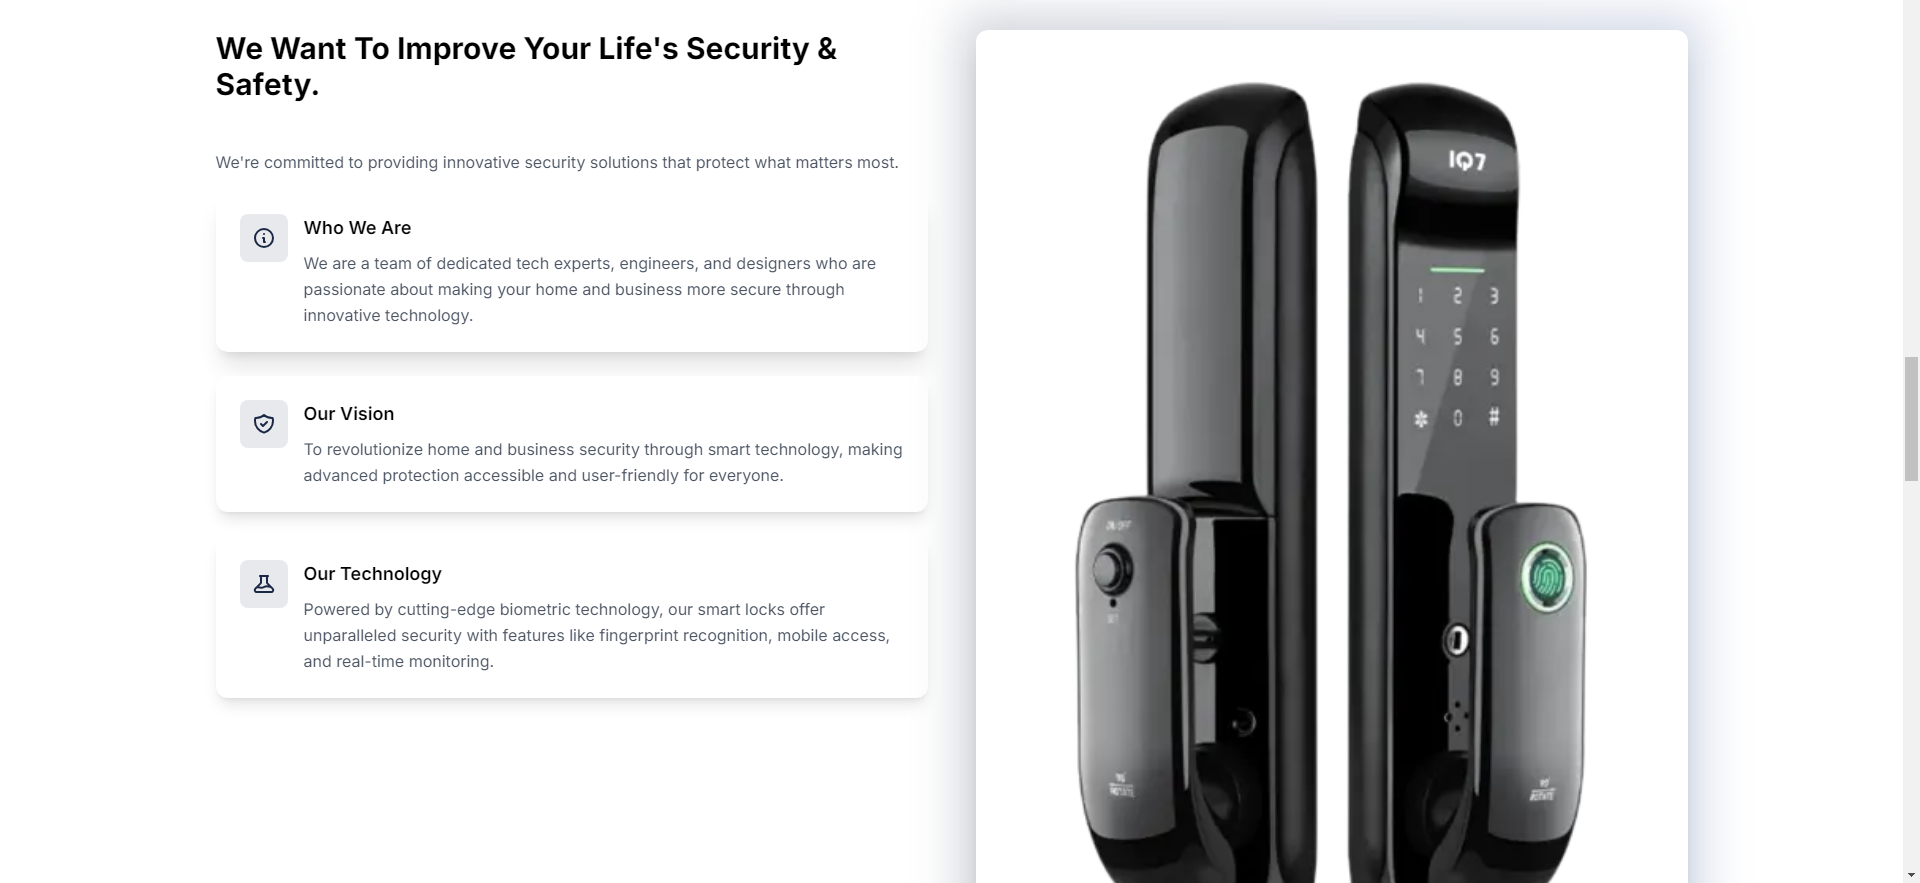 We Want To Improve Your Life's Security &
Safety.
We're committed to providing innovative security solutions that protect what matters most.
Who We Are
We are a team of dedicated tech experts, engineers, and designers who are
passionate about making your home and business more secure through
innovative technology.
Our Vision
To revolutionize home and business security through smart technology, making
advanced protection accessible and user-friendly for everyone.
Our Technology
Powered by cutting-edge biometric technology, our smart locks offer
unparalleled security with features like fingerprint recognition, mobile access,
and real-time monitoring.
IQ7
1 2 3
4 5 6
7 8 9
* 0 #
ON/OFF
SET